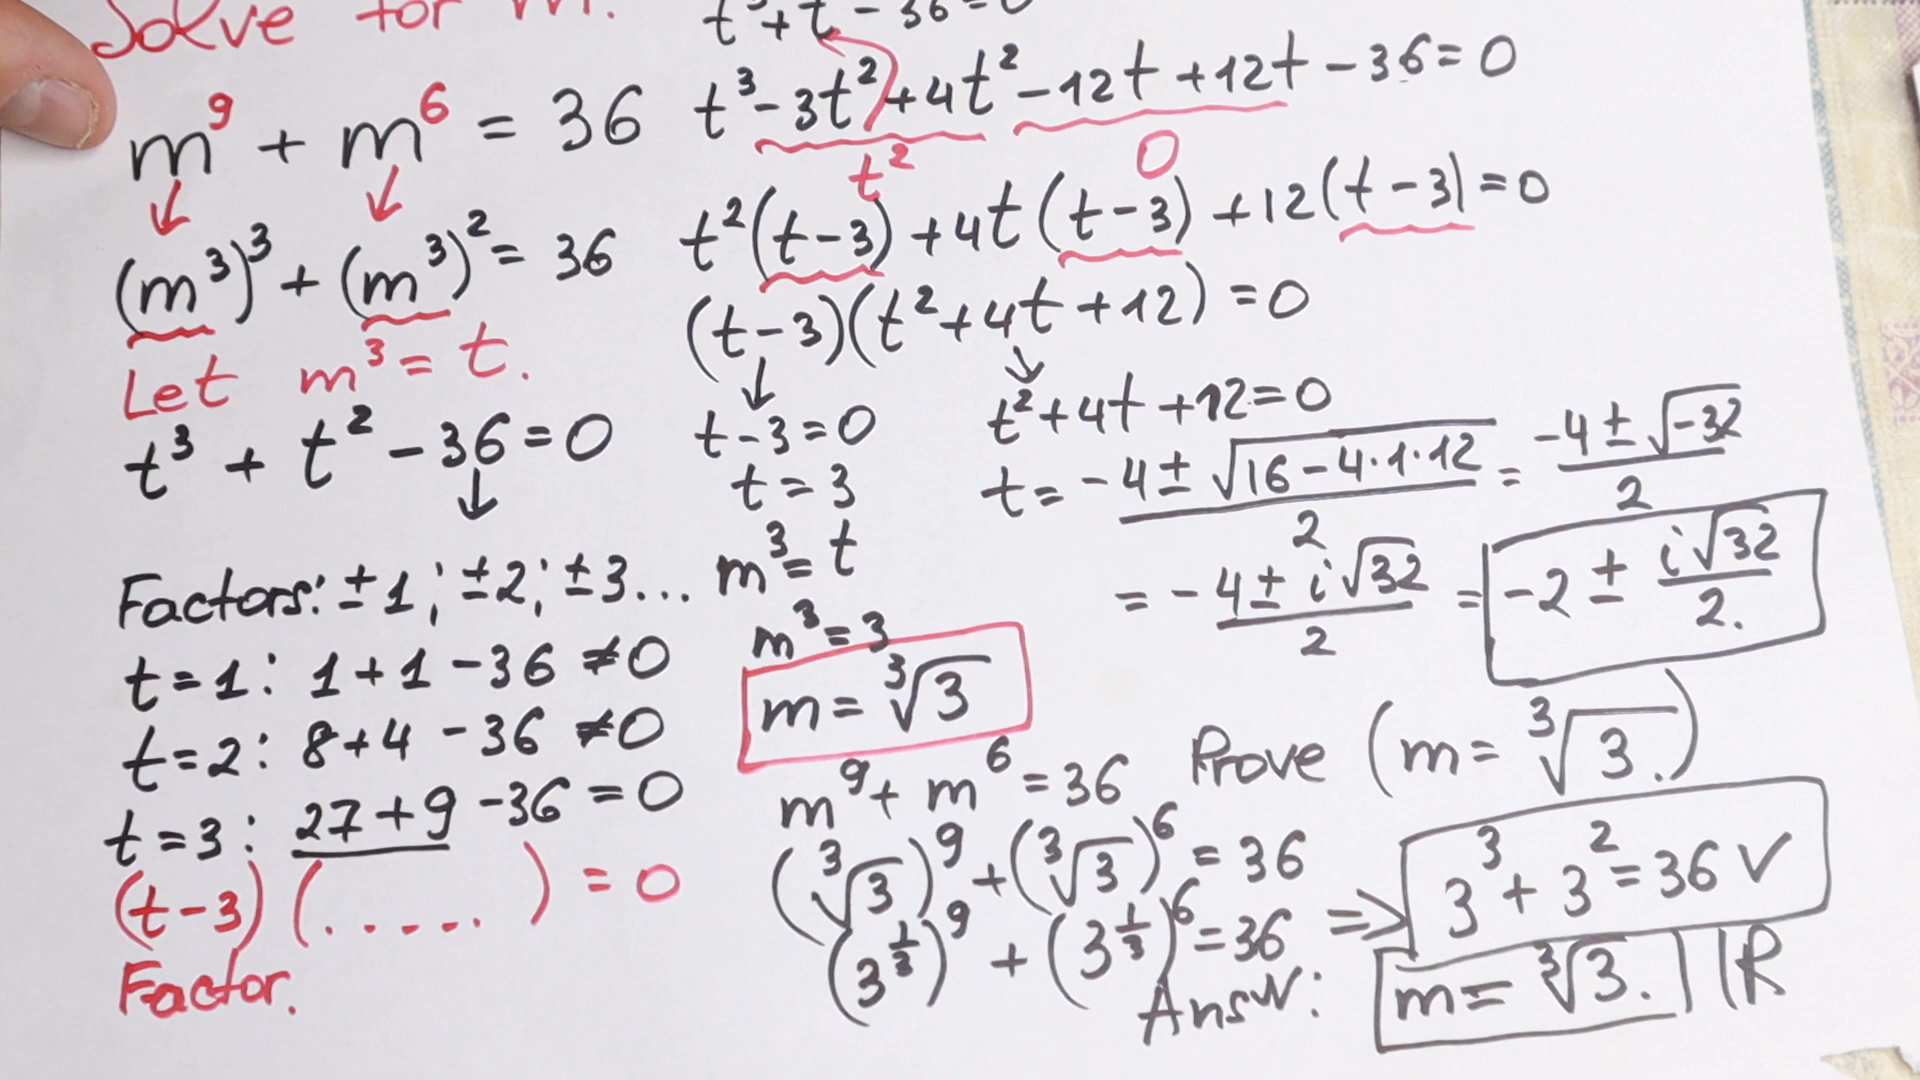 Solve for m.
m⁹ + m⁶ = 36
(m³)³ + (m³)² = 36
Let m³ = t.
t³ + t² - 36 = 0
Factors: ±1; ±2; ±3...
t = 1: 1 + 1 - 36 ≠ 0
t = 2: 8 + 4 - 36 ≠ 0
t = 3: 27 + 9 - 36 = 0
(t - 3) (......) = 0
Factor.
t³ + t - 36 = 0
t³ - 3t² + 4t² - 12t + 12t - 36 = 0
t² 0
t²(t - 3) + 4t(t - 3) + 12(t - 3) = 0
(t - 3)(t² + 4t + 12) = 0
t - 3 = 0
t = 3
m³ = t
m³ = 3
m = ∛3
t² + 4t + 12 = 0
t = -4 ± √16 - 4·1·12 / 2 = -4 ± √-32 / 2
= -4 ± i√32 / 2 = -2 ± i√32 / 2.
Prove (m = ∛3.)
m⁹ + m⁶ = 36
(∛3)⁹ + (∛3)⁶ = 36
(3^1/3)⁹ + (3^1/3)⁶ = 36 => 3³ + 3² = 36 ✓
Answ: m = ∛3. | R